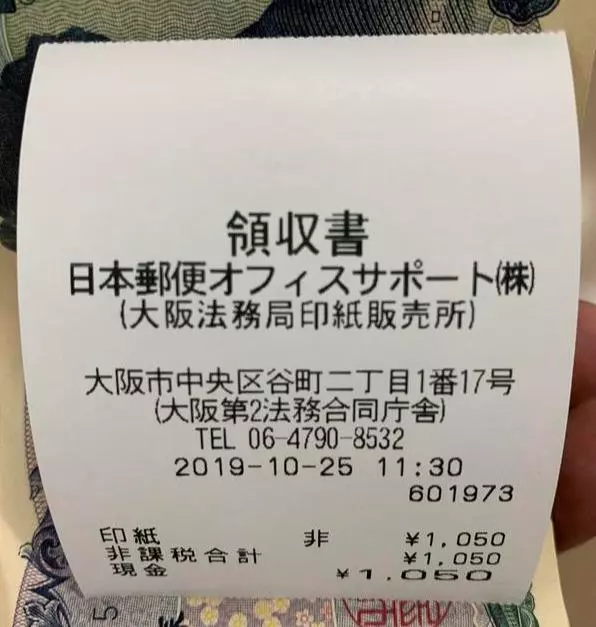 領収書
日本郵便オフィスサポート㈱
(大阪法務局印紙販売所)
大阪市中央区谷町二丁目1番17号
(大阪第2法務合同庁舎)
TEL 06-4790-8532
2019-10-25 11:30
601973
印紙 非 ¥1,050
非課税合計 ¥1,050
現金 ¥1,050